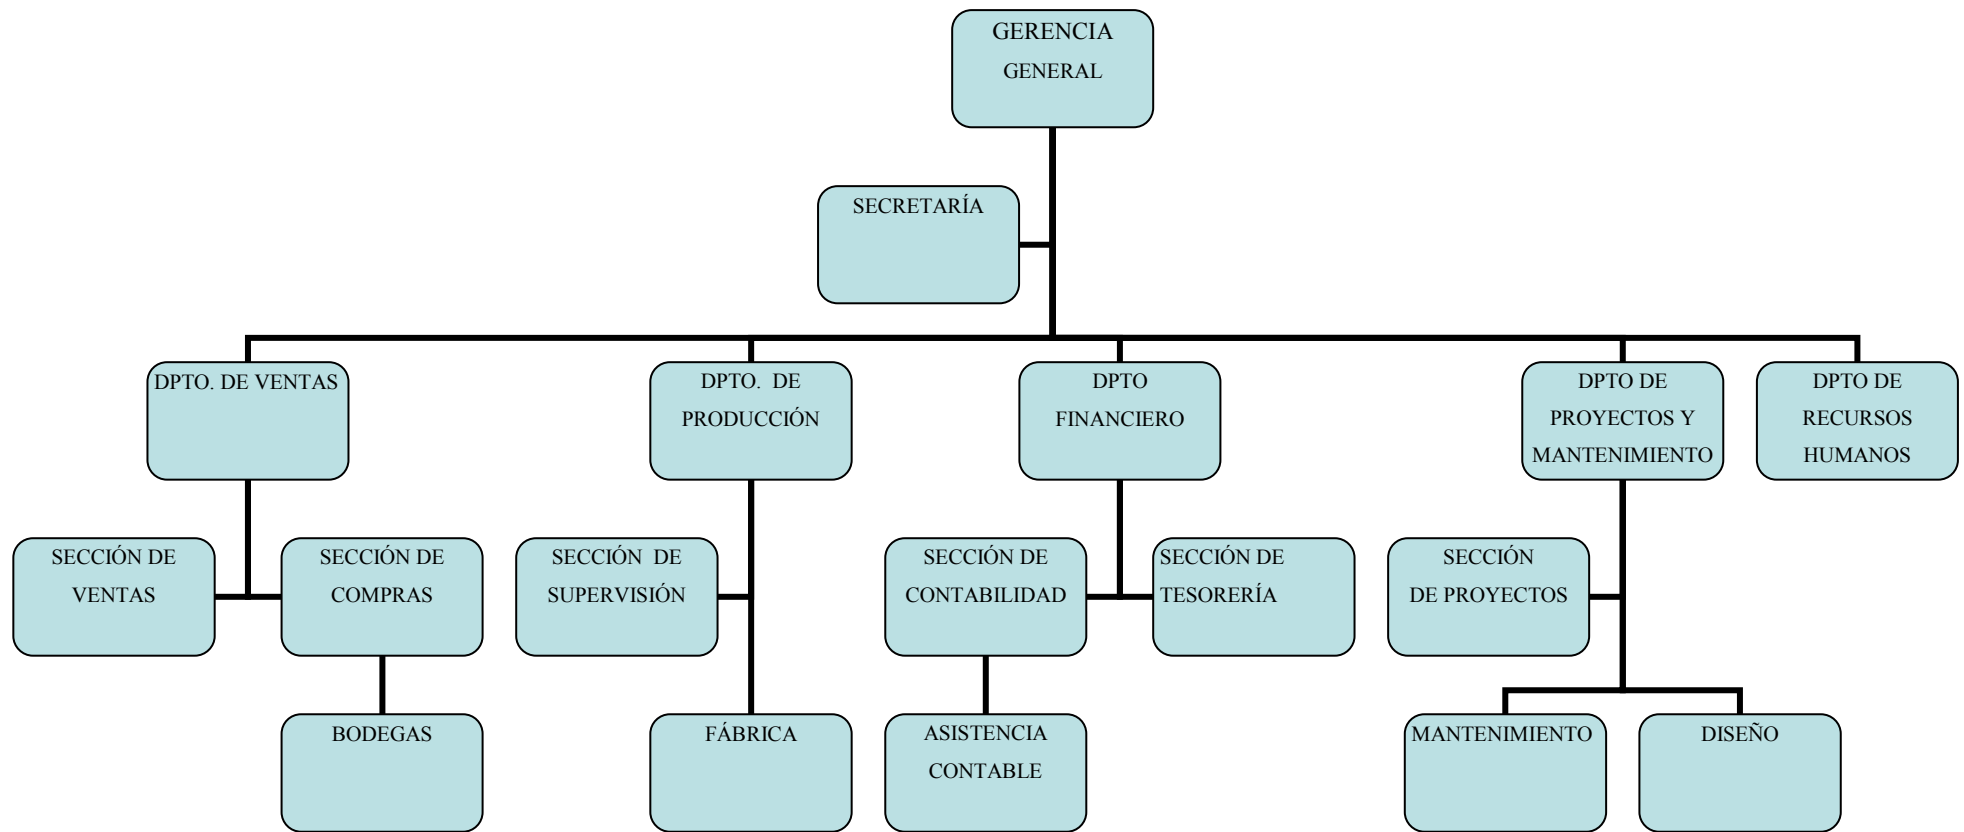 GERENCIA
GENERAL
SECRETARÍA
DPTO. DE VENTAS
DPTO. DE
PRODUCCIÓN
DPTO
FINANCIERO
DPTO DE
PROYECTOS Y
MANTENIMIENTO
DPTO DE
RECURSOS
HUMANOS
SECCIÓN DE
VENTAS
SECCIÓN DE
COMPRAS
SECCIÓN DE
SUPERVISIÓN
SECCIÓN DE
CONTABILIDAD
SECCIÓN DE
TESORERÍA
SECCIÓN
DE PROYECTOS
BODEGAS
FÁBRICA
ASISTENCIA
CONTABLE
MANTENIMIENTO
DISEÑO